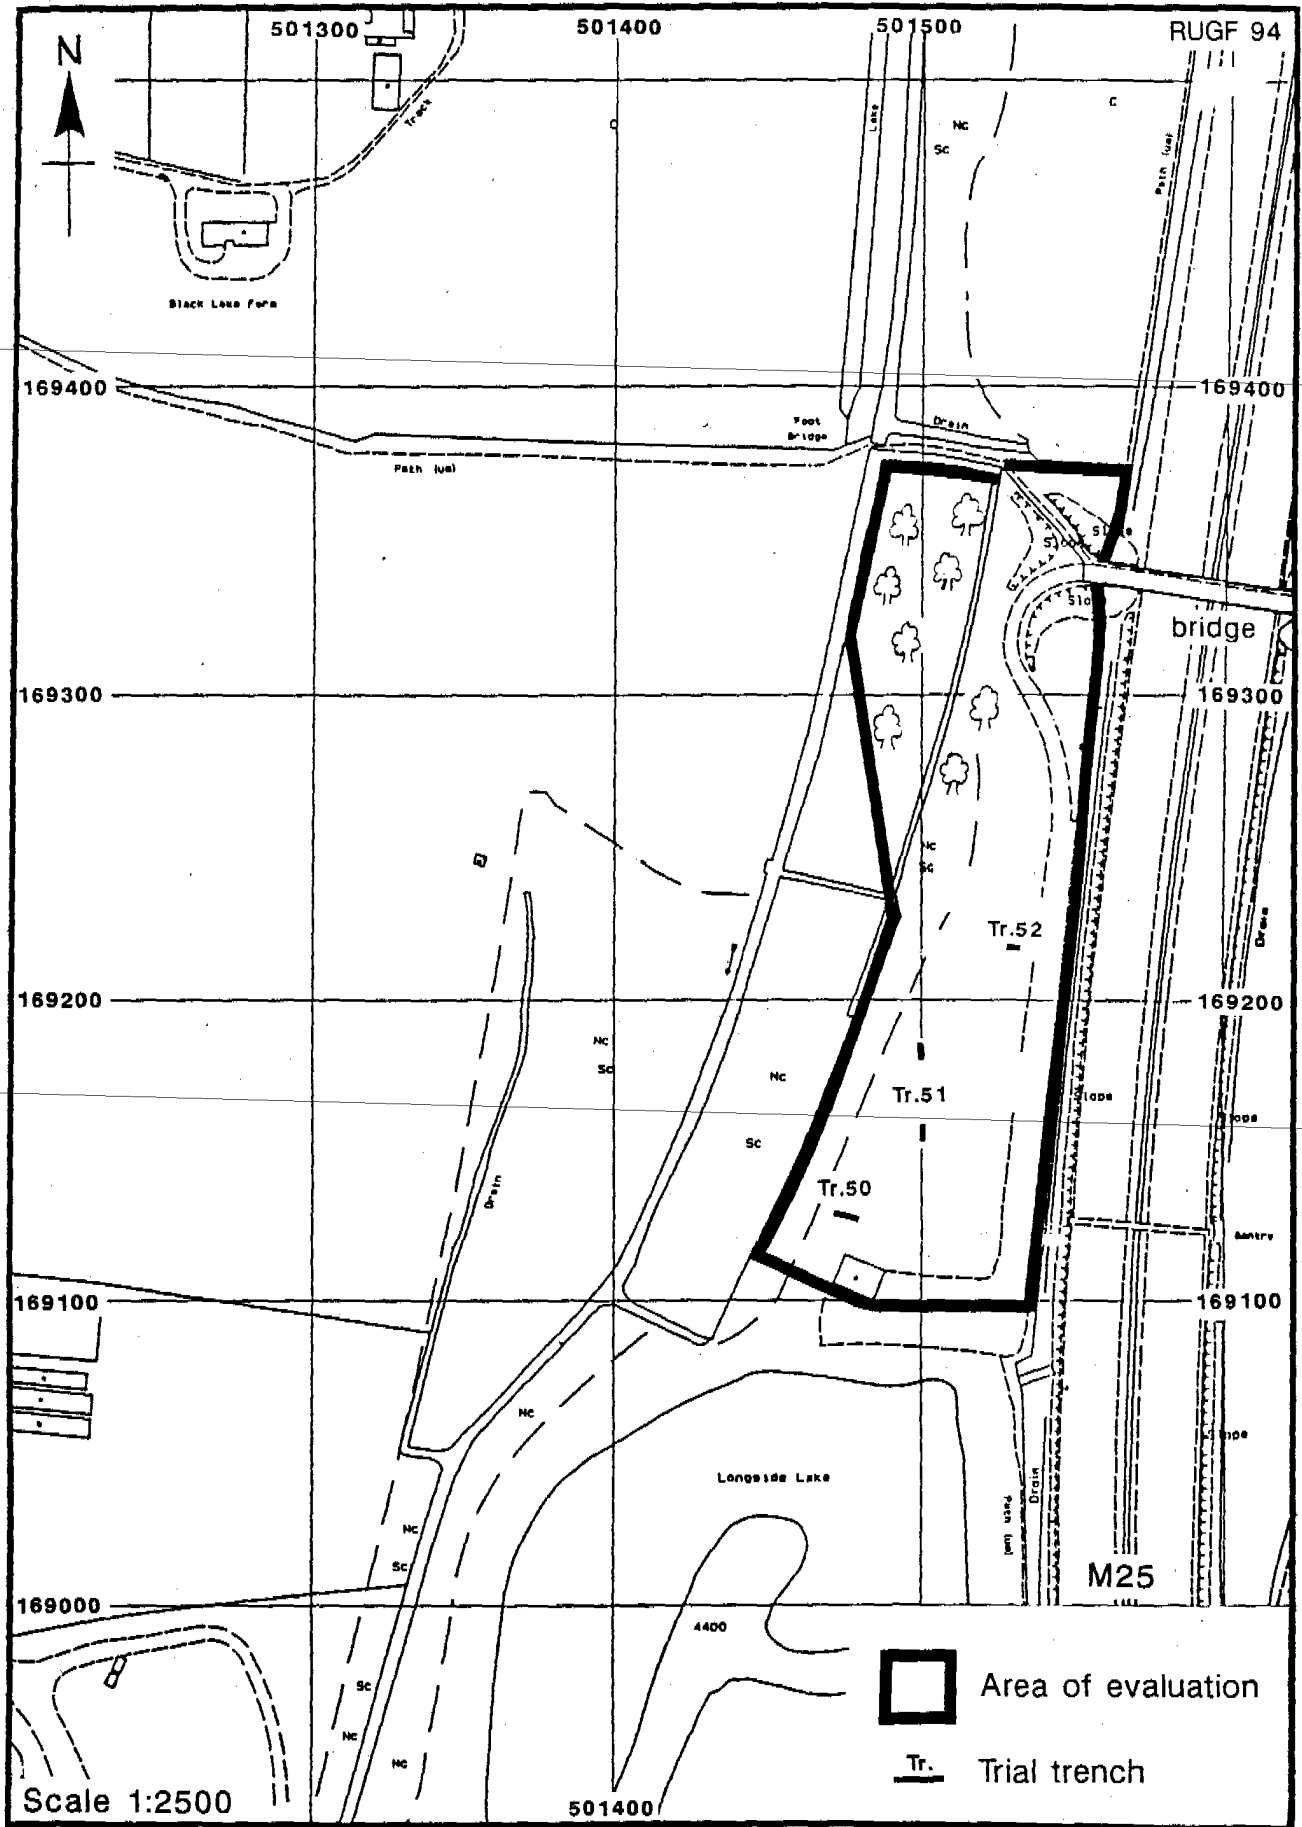 501300
501400
501500
RUGF 94
N
Track
Lake
C
Nc
Sc
C
Path (um)
Black Lake Farm
169400
169400
Foot
Bridge
Drain
Path (um)
Slope
bridge
169300
169300
Nc
Sc
Tr.52
Drain
169200
169200
Nc
Sc
Nc
Tr.51
Slope
Sc
Drain
Tr.50
Gantry
169100
169100
Nc
Longside Lake
Drain
Path (um)
Nc
Sc
M25
169000
4400
Sc
Nc
Nc
Area of evaluation
Tr.
Trial trench
Scale 1:2500
501400